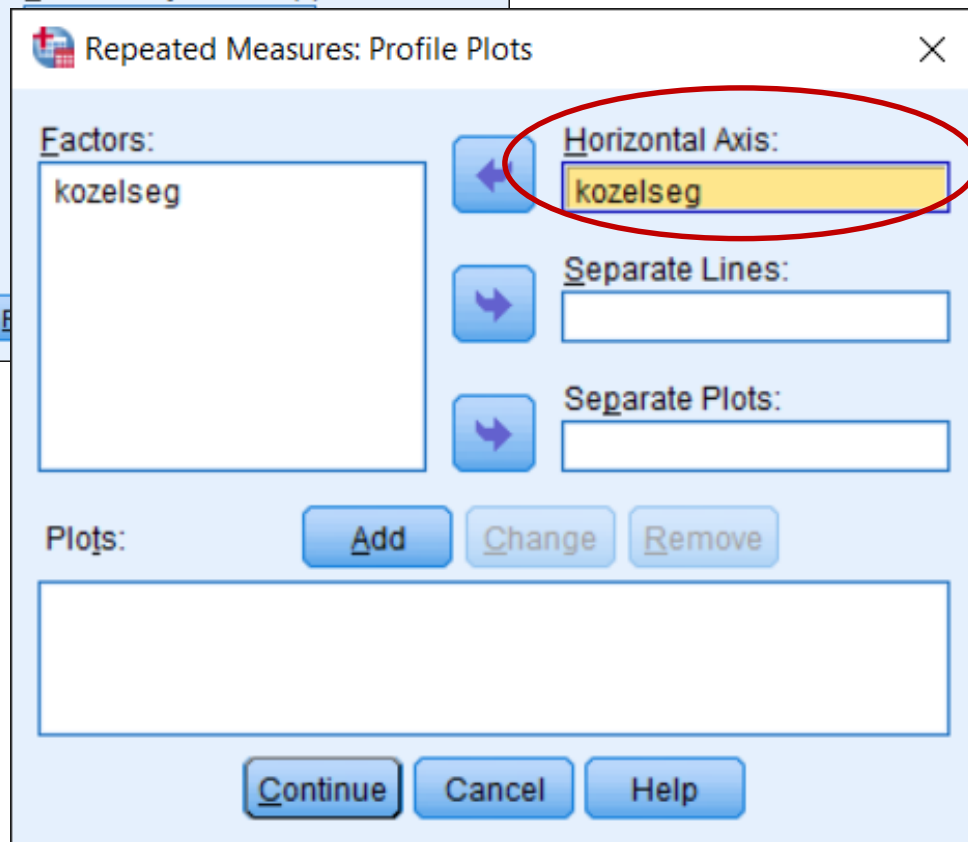 Repeated Measures: Profile Plots
Factors:
Horizontal Axis:
kozelseg
kozelseg
Separate Lines:
Separate Plots:
Plots:
Add
Change
Remove
Continue
Cancel
Help